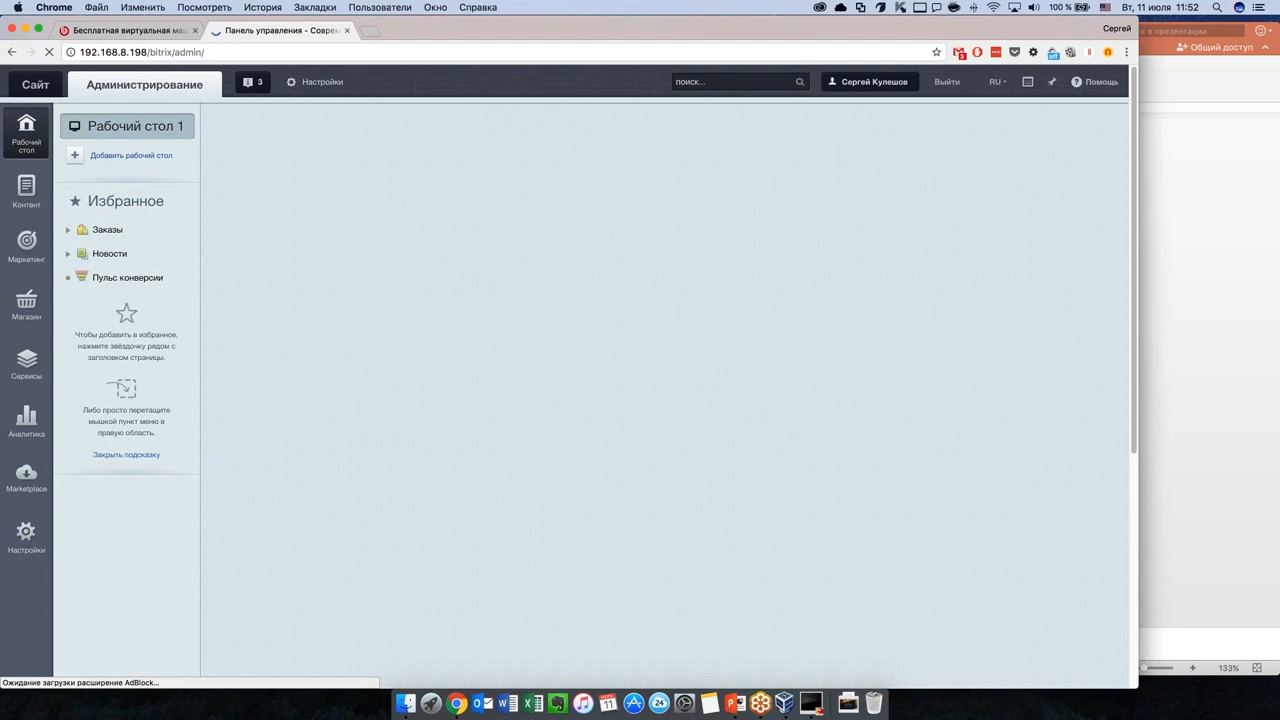 Chrome Файл Изменить Посмотреть История Закладки Пользователи Окно Справка
100 % Вт, 11 июля 11:52
Бесплатная виртуальная маш
Панель управления - Соврем
Сергей
192.168.8.198/bitrix/admin/
к в презентации
Общий доступ
Сайт
Администрирование
3
Настройки
поиск...
Сергей Кулешов
Выйти
RU
Помощь
Рабочий стол
Контент
Маркетинг
Магазин
Сервисы
Аналитика
Marketplace
Настройки
Рабочий стол 1
Добавить рабочий стол
Избранное
Заказы
Новости
Пульс конверсии
Чтобы добавить в избранное,
нажмите звёздочку рядом с
заголовком страницы.
Либо просто перетащите
мышкой пункт меню в
правую область.
Закрыть подсказку
Ожидание загрузки расширение AdBlock...
133%